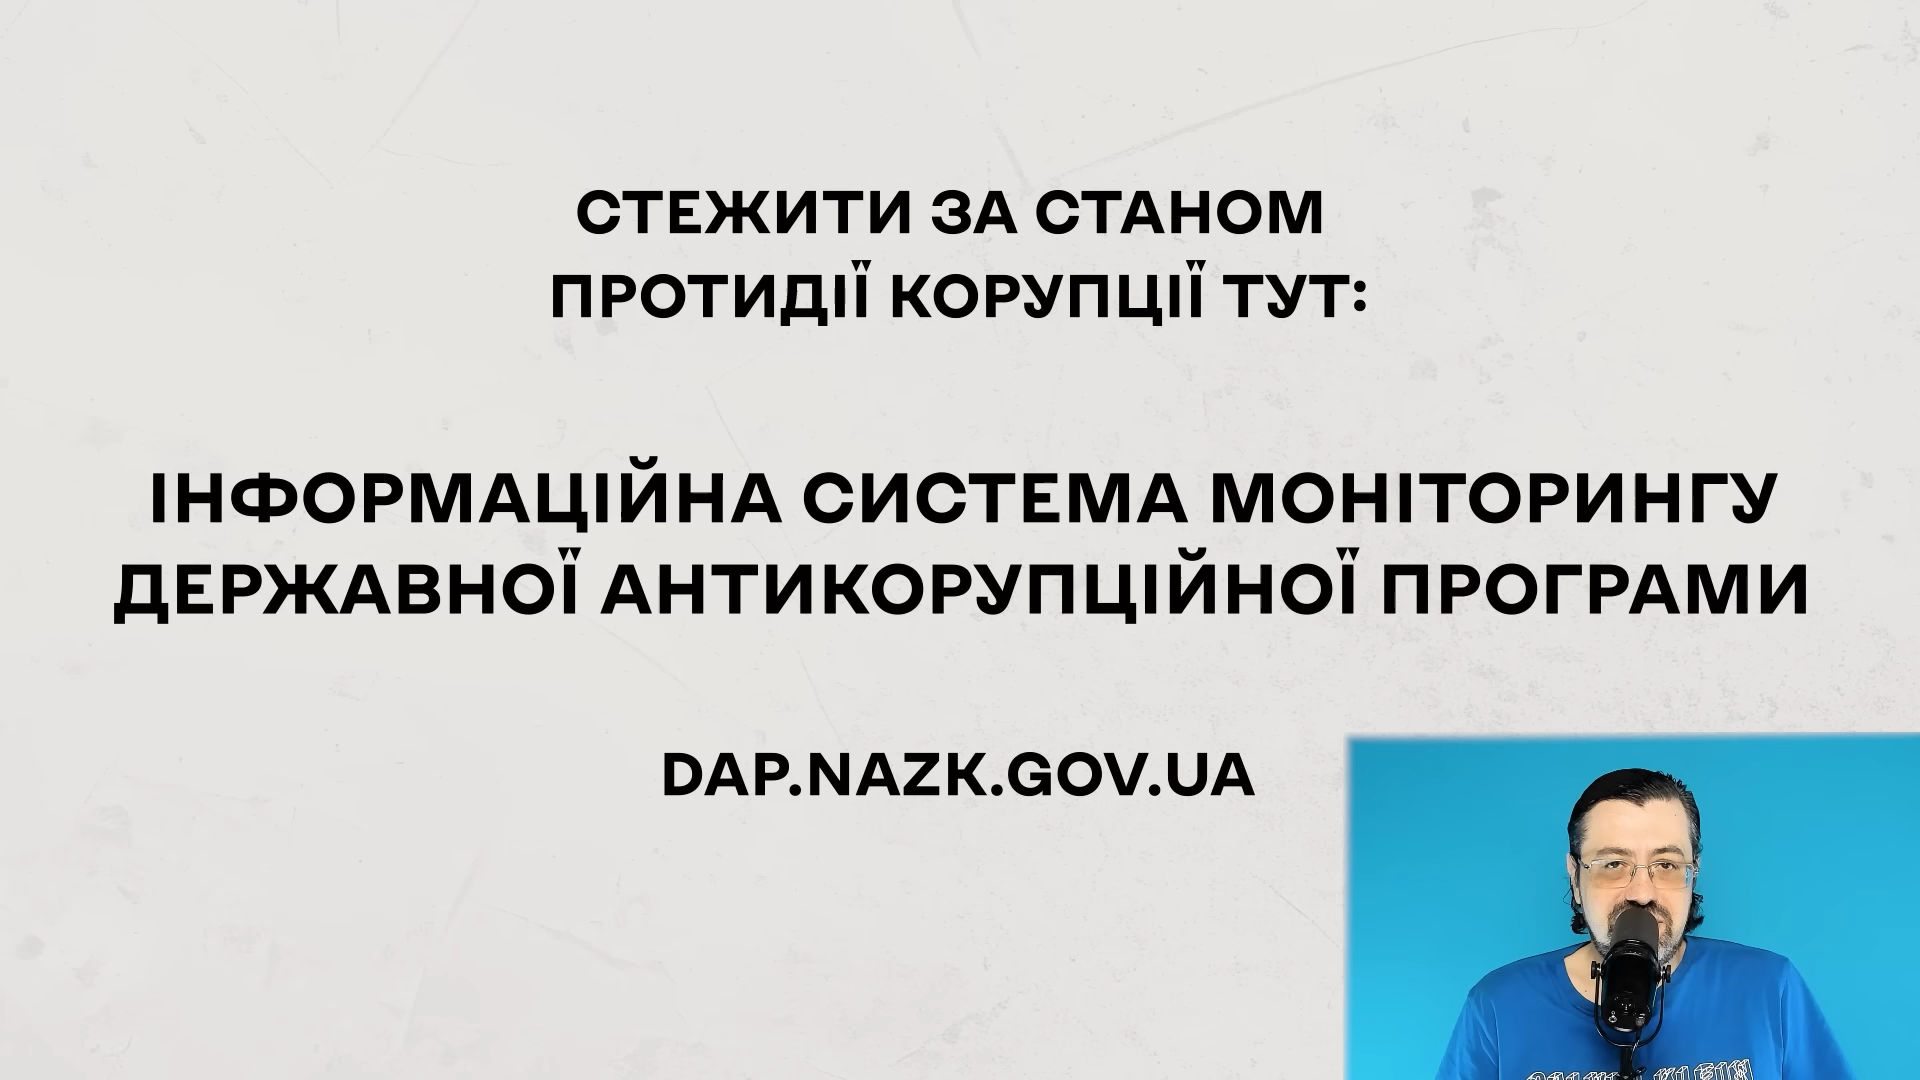 СТЕЖИТИ ЗА СТАНОМ
ПРОТИДІЇ КОРУПЦІЇ ТУТ:
ІНФОРМАЦІЙНА СИСТЕМА МОНІТОРИНГУ
ДЕРЖАВНОЇ АНТИКОРУПЦІЙНОЇ ПРОГРАМИ
DAP.NAZK.GOV.UA